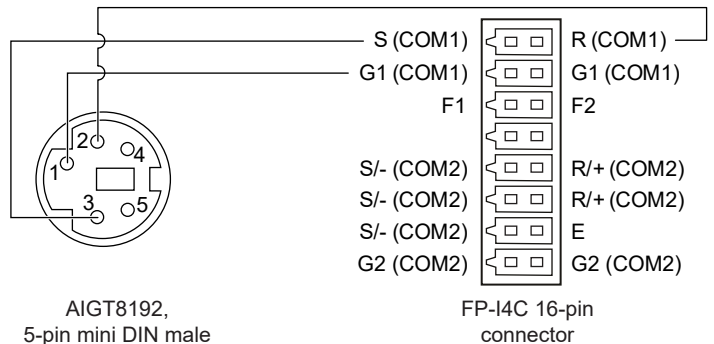 S (COM1) R (COM1)
G1 (COM1) G1 (COM1)
F1 F2
S/- (COM2) R/+ (COM2)
S/- (COM2) R/+ (COM2)
S/- (COM2) E
G2 (COM2) G2 (COM2)
2
4
1
3
5
AIGT8192,
5-pin mini DIN male
FP-I4C 16-pin
connector